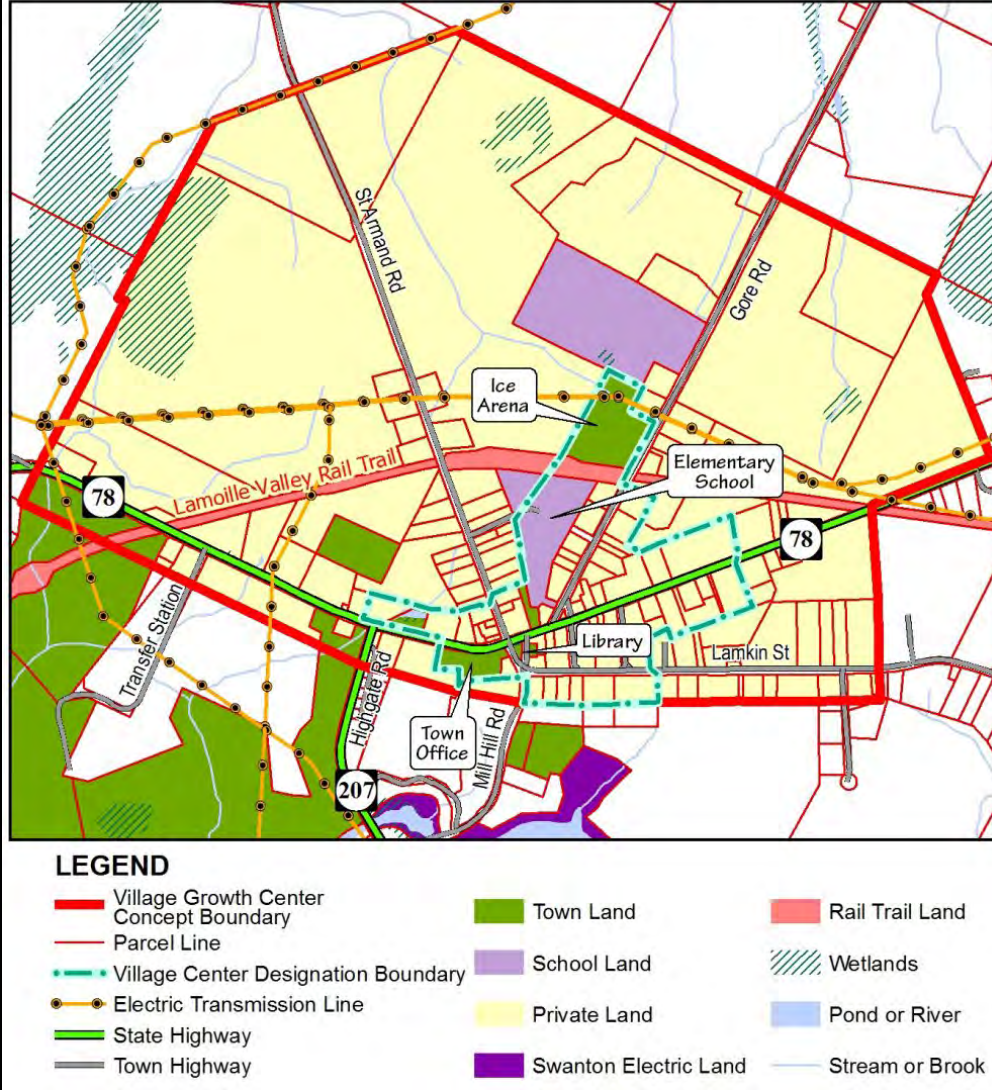 St Armand Rd
Gore Rd
Ice
Arena
Elementary
School
Lamoille Valley Rail Trail
78
78
Transfer Station
Library
Lamkin St
Highgate Rd
Town
Office
Mill Hill Rd
207
LEGEND
Village Growth Center
Concept Boundary
Parcel Line
Village Center Designation Boundary
Electric Transmission Line
State Highway
Town Highway
Town Land
School Land
Private Land
Swanton Electric Land
Rail Trail Land
Wetlands
Pond or River
Stream or Brook